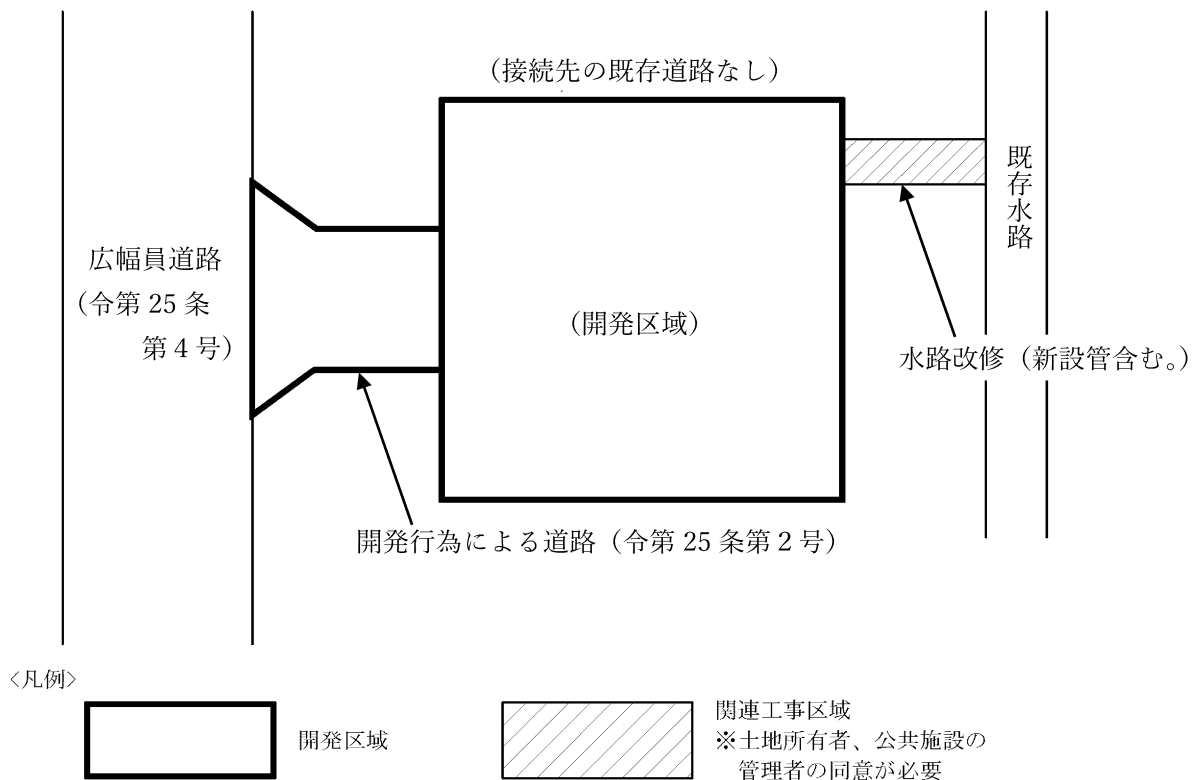 （接続先の既存道路なし）
既存水路
広幅員道路
（令第 25 条
第４号）
（開発区域）
水路改修（新設管含む。）
開発行為による道路（令第 25 条第２号）
<凡例>
開発区域
関連工事区域
※土地所有者、公共施設の
管理者の同意が必要